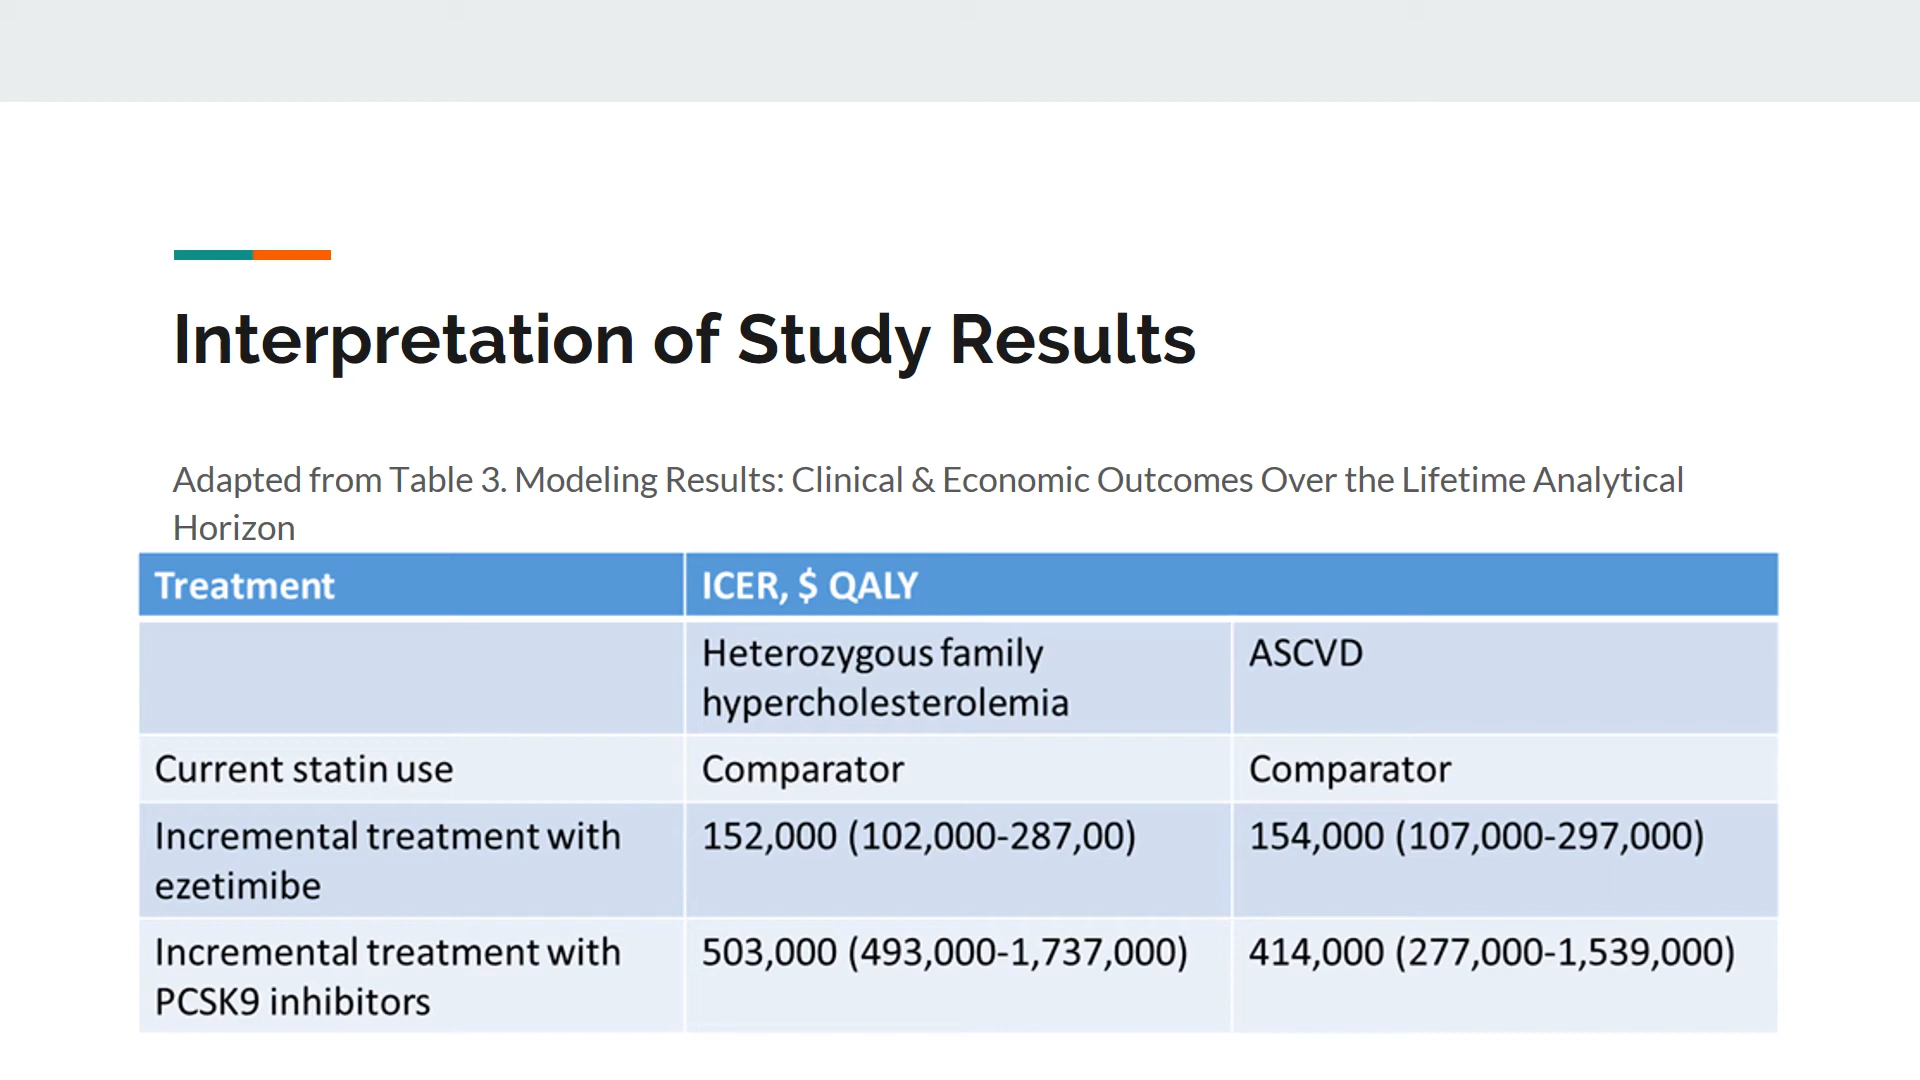 Interpretation of Study Results
Adapted from Table 3. Modeling Results: Clinical & Economic Outcomes Over the Lifetime Analytical
Horizon
Treatment
ICER, $ QALY
Heterozygous family
hypercholesterolemia
ASCVD
Current statin use
Comparator
Comparator
Incremental treatment with
ezetimibe
152,000 (102,000-287,00)
154,000 (107,000-297,000)
Incremental treatment with
PCSK9 inhibitors
503,000 (493,000-1,737,000)
414,000 (277,000-1,539,000)